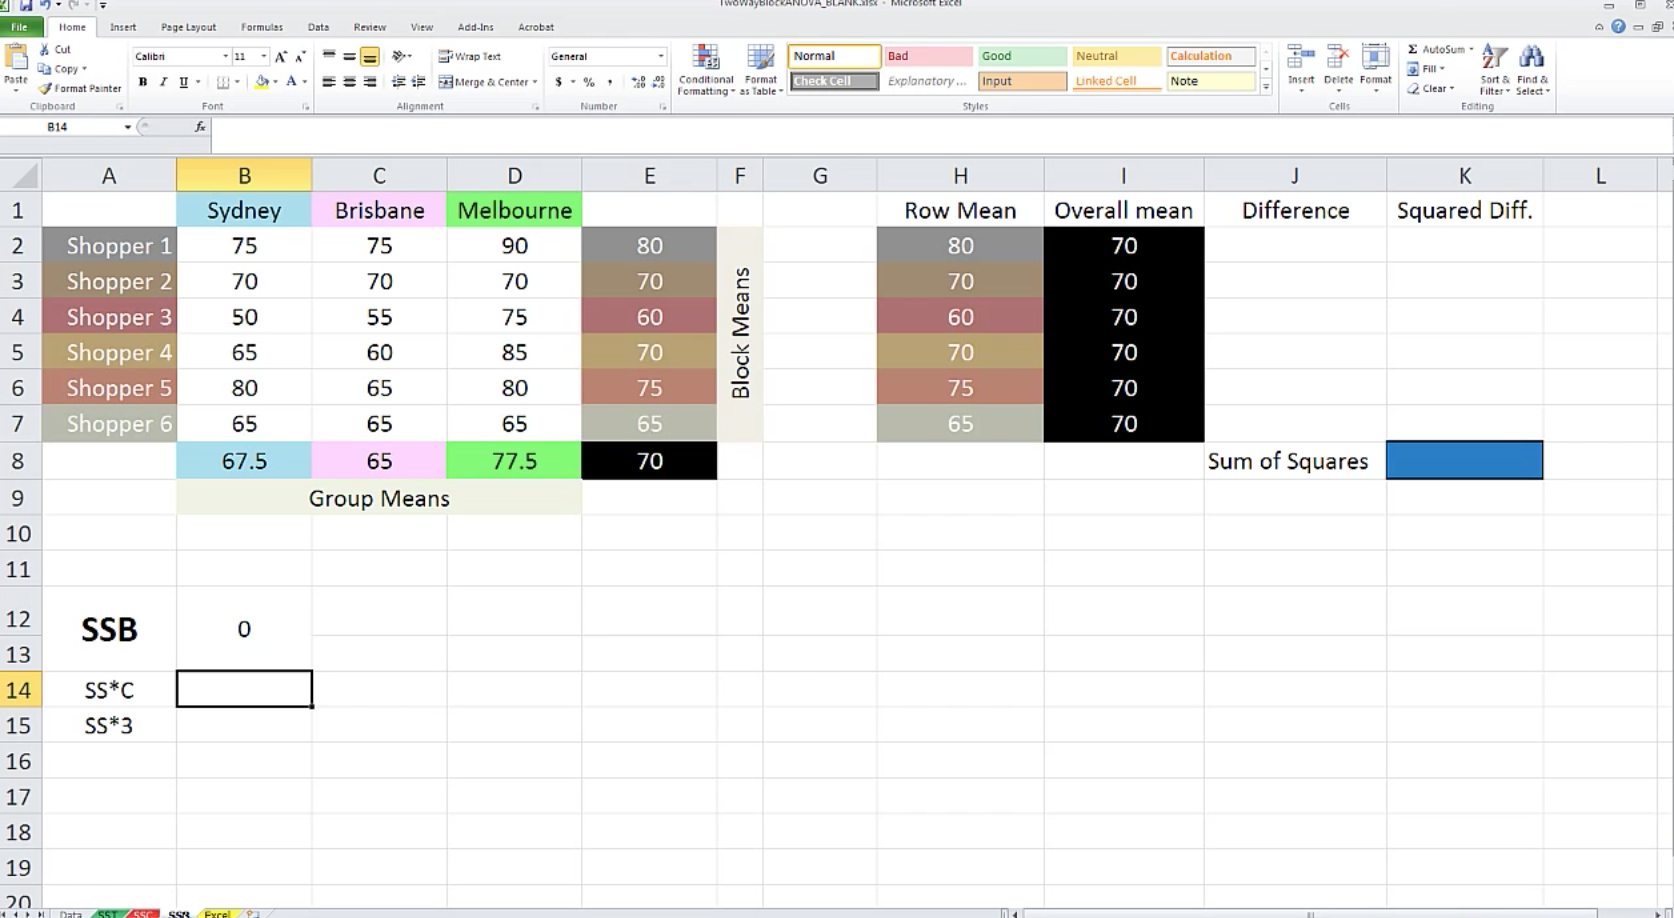 TwoWayBlockANOVA_BLANK.xlsx - Microsoft Excel
File Home Insert Page Layout Formulas Data Review View Add-Ins Acrobat
Cut Calibri 11 A A Wrap Text General Normal Bad Good Neutral Calculation Σ AutoSum
Copy Fill
Paste Format Painter B I U A Merge & Center $ % , Conditional Formatting Format as Table Check Cell Explanatory ... Input Linked Cell Note Insert Delete Format Clear Sort & Filter Find & Select
Clipboard Font Alignment Number Styles Cells Editing
B14 fx
A B C D E F G H I J K L
1 Sydney Brisbane Melbourne Row Mean Overall mean Difference Squared Diff.
2 Shopper 1 75 75 90 80 80 70
3 Shopper 2 70 70 70 70 70 70
4 Shopper 3 50 55 75 60 60 70
5 Shopper 4 65 60 85 70 70 70
6 Shopper 5 80 65 80 75 75 70
7 Shopper 6 65 65 65 65 65 70
Block Means
8 67.5 65 77.5 70 Sum of Squares
9 Group Means
10
11
12
SSB 0
13
14 SS*C
15 SS*3
16
17
18
19
20
Data SST SSC SSB Excel